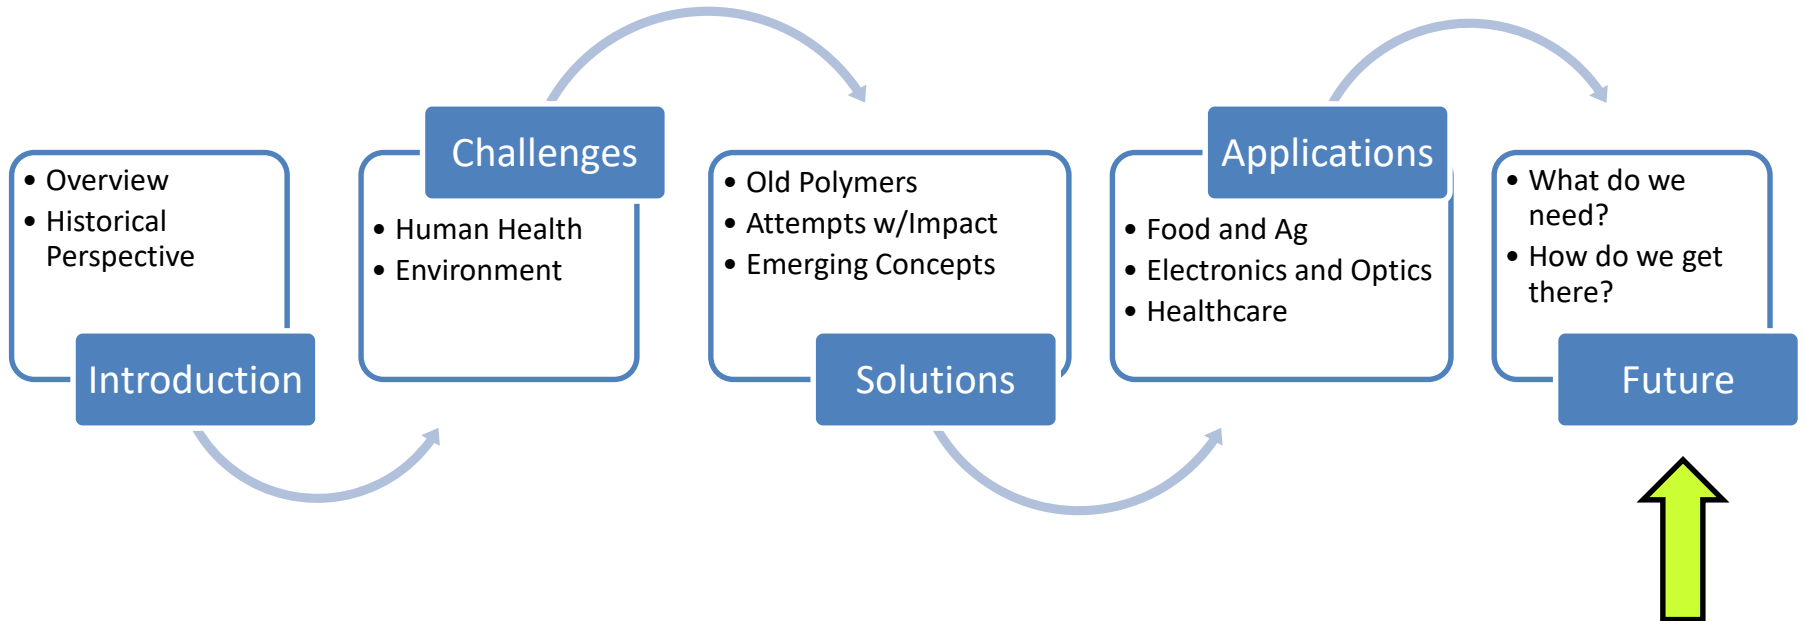 • Overview
• Historical
Perspective
Introduction
Challenges
• Human Health
• Environment
• Old Polymers
• Attempts w/Impact
• Emerging Concepts
Solutions
Applications
• Food and Ag
• Electronics and Optics
• Healthcare
• What do we
need?
• How do we get
there?
Future